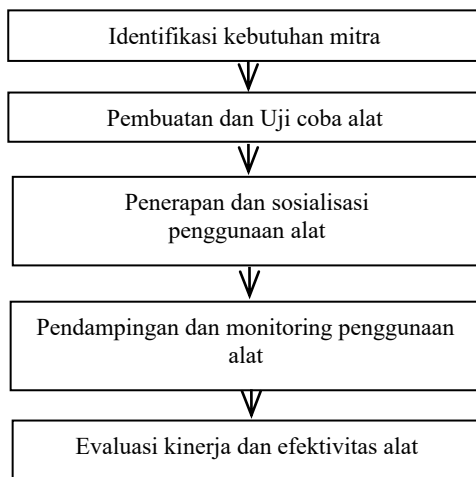 Identifikasi kebutuhan mitra
Pembuatan dan Uji coba alat
Penerapan dan sosialisasi
penggunaan alat
Pendampingan dan monitoring penggunaan
alat
Evaluasi kinerja dan efektivitas alat